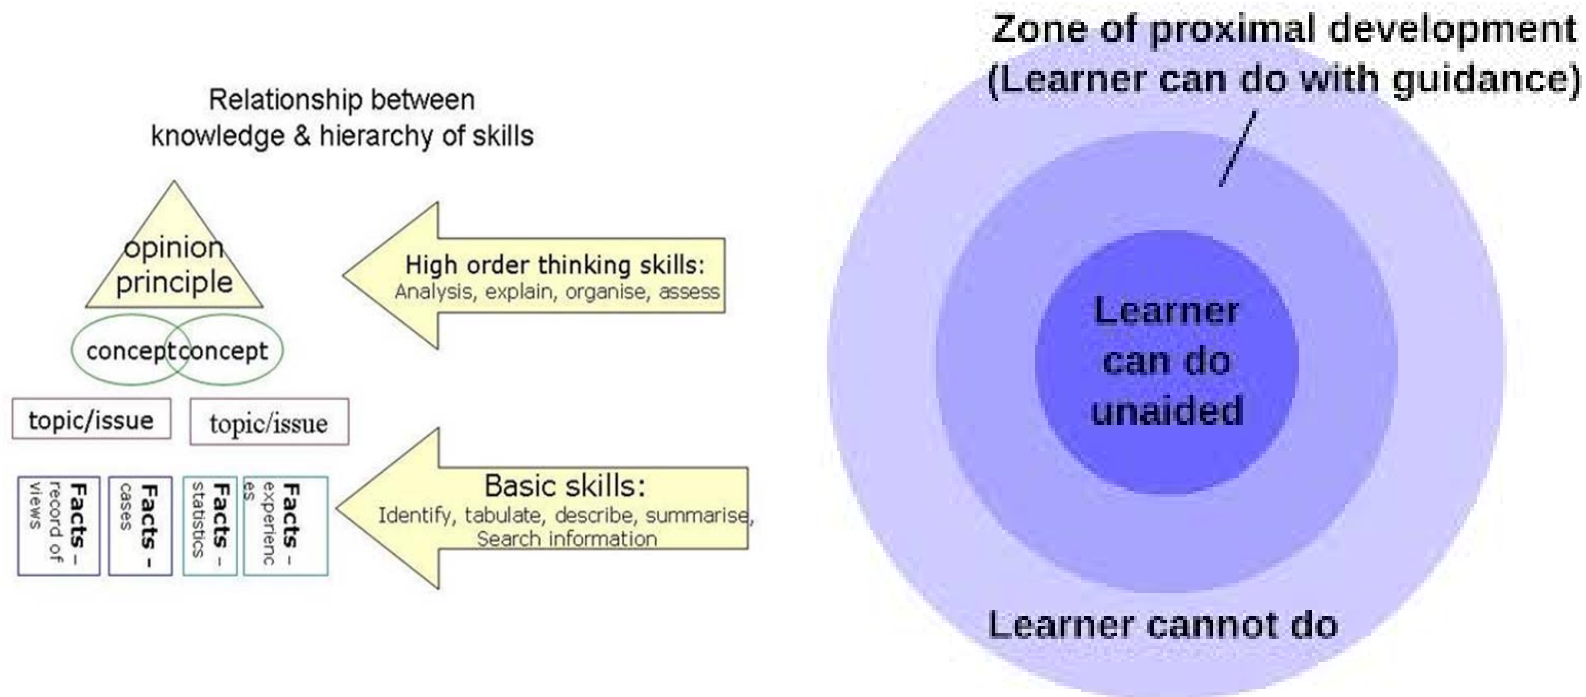 Relationship between
knowledge & hierarchy of skills
opinion
principle
High order thinking skills:
Analysis, explain, organise, assess
concept concept
topic/issue topic/issue
Facts –
record of
views
Facts –
cases
Facts –
statistics
Facts –
experienc
es
Basic skills:
Identify, tabulate, describe, summarise,
Search information
Zone of proximal development
(Learner can do with guidance)
Learner
can do
unaided
Learner cannot do